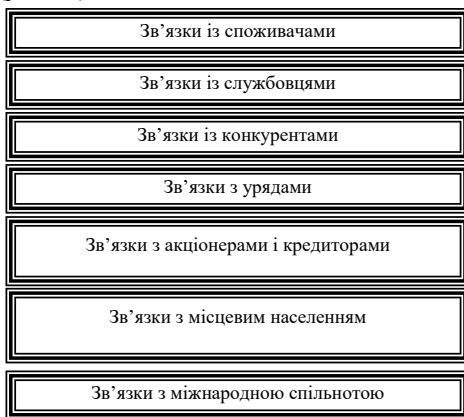 Зв’язки із споживачами
Зв’язки із службовцями
Зв’язки із конкурентами
Зв’язки з урядами
Зв’язки з акціонерами і кредиторами
Зв’язки з місцевим населенням
Зв’язки з міжнародною спільнотою